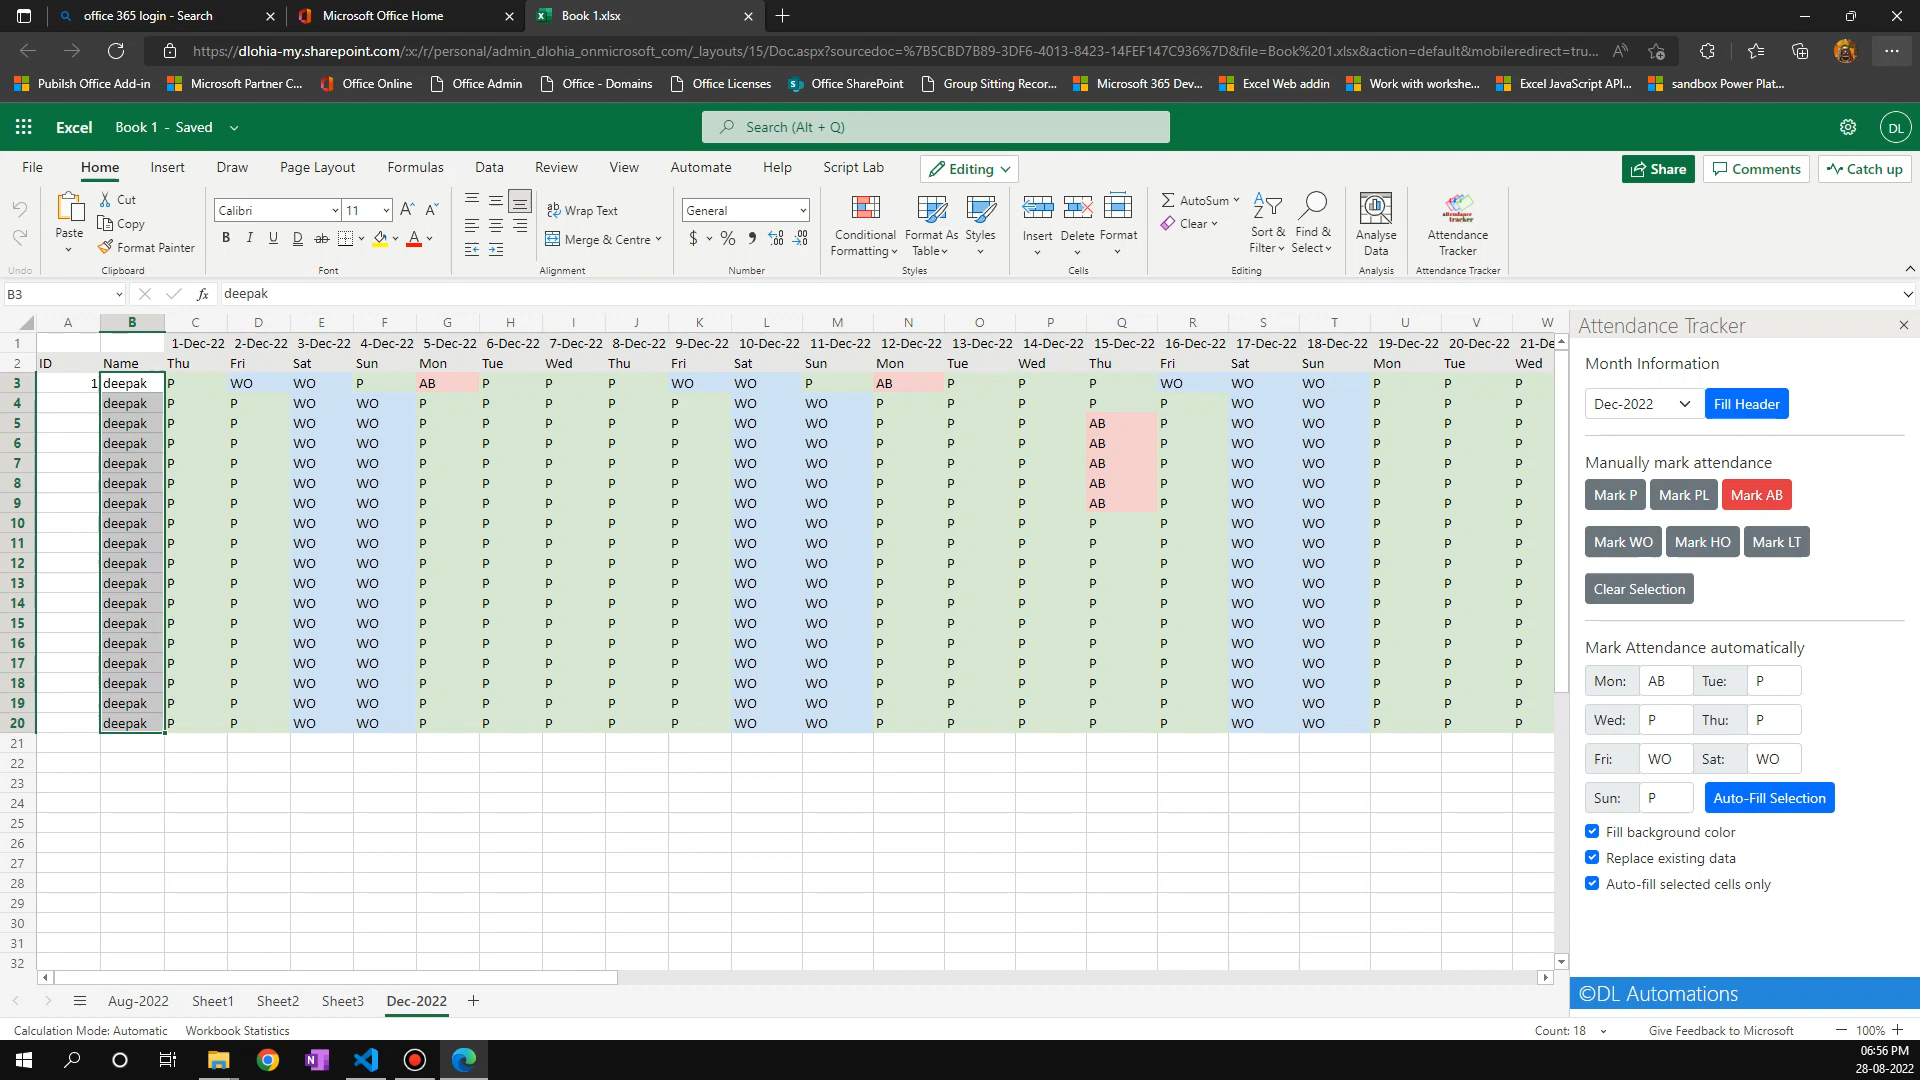 office 365 login - Search
Microsoft Office Home
Book 1.xlsx
https://dlohia-my.sharepoint.com/:x:/r/personal/admin_dlohia_onmicrosoft_com/_layouts/15/Doc.aspx?sourcedoc=%7B5CBD7B89-3DF6-4013-8423-14FEF147C936%7D&file=Book%201.xlsx&action=default&mobileredirect=tru...
Pubilsh Office Add-in
Microsoft Partner C...
Office Online
Office Admin
Office - Domains
Office Licenses
Office SharePoint
Group Sitting Recor...
Microsoft 365 Dev...
Excel Web addin
Work with workshe...
Excel JavaScript API...
sandbox Power Plat...
Excel
Book 1 - Saved
Search (Alt + Q)
DL
File Home Insert Draw Page Layout Formulas Data Review View Automate Help Script Lab
Editing
Share
Comments
Catch up
Undo
Paste
Cut
Copy
Format Painter
Clipboard
Calibri 11
B I U D ab A
Font
Wrap Text
Merge & Centre
Alignment
General
$ % 9
Number
Conditional Formatting
Format As Table
Styles
Styles
Insert Delete Format
Cells
AutoSum
Clear
Sort & Filter
Find & Select
Editing
Analyse Data
Analysis
Attendance Tracker
Attendance Tracker
B3
fx
deepak
A B C D E F G H I J K L M N O P Q R S T U V W
1 1-Dec-22 2-Dec-22 3-Dec-22 4-Dec-22 5-Dec-22 6-Dec-22 7-Dec-22 8-Dec-22 9-Dec-22 10-Dec-22 11-Dec-22 12-Dec-22 13-Dec-22 14-Dec-22 15-Dec-22 16-Dec-22 17-Dec-22 18-Dec-22 19-Dec-22 20-Dec-22 21-De
2 ID Name Thu Fri Sat Sun Mon Tue Wed Thu Fri Sat Sun Mon Tue Wed Thu Fri Sat Sun Mon Tue Wed
3 1 deepak P WO WO P AB P P P WO WO P AB P P P WO WO WO P P P
4 deepak P P WO WO P P P P P WO WO P P P P P WO WO P P P
5 deepak P P WO WO P P P P P WO WO P P P AB P WO WO P P P
6 deepak P P WO WO P P P P P WO WO P P P AB P WO WO P P P
7 deepak P P WO WO P P P P P WO WO P P P AB P WO WO P P P
8 deepak P P WO WO P P P P P WO WO P P P AB P WO WO P P P
9 deepak P P WO WO P P P P P WO WO P P P AB P WO WO P P P
10 deepak P P WO WO P P P P P WO WO P P P P P WO WO P P P
11 deepak P P WO WO P P P P P WO WO P P P P P WO WO P P P
12 deepak P P WO WO P P P P P WO WO P P P P P WO WO P P P
13 deepak P P WO WO P P P P P WO WO P P P P P WO WO P P P
14 deepak P P WO WO P P P P P WO WO P P P P P WO WO P P P
15 deepak P P WO WO P P P P P WO WO P P P P P WO WO P P P
16 deepak P P WO WO P P P P P WO WO P P P P P WO WO P P P
17 deepak P P WO WO P P P P P WO WO P P P P P WO WO P P P
18 deepak P P WO WO P P P P P WO WO P P P P P WO WO P P P
19 deepak P P WO WO P P P P P WO WO P P P P P WO WO P P P
20 deepak P P WO WO P P P P P WO WO P P P P P WO WO P P P
21
22
23
24
25
26
27
28
29
30
31
32
Attendance Tracker
Month Information
Dec-2022 Fill Header
Manually mark attendance
Mark P Mark PL Mark AB
Mark WO Mark HO Mark LT
Clear Selection
Mark Attendance automatically
Mon: AB Tue: P
Wed: P Thu: P
Fri: WO Sat: WO
Sun: P Auto-Fill Selection
Fill background color
Replace existing data
Auto-fill selected cells only
©DL Automations
Aug-2022 Sheet1 Sheet2 Sheet3 Dec-2022
Calculation Mode: Automatic Workbook Statistics
Count: 18 Give Feedback to Microsoft 100%
06:56 PM
28-08-2022